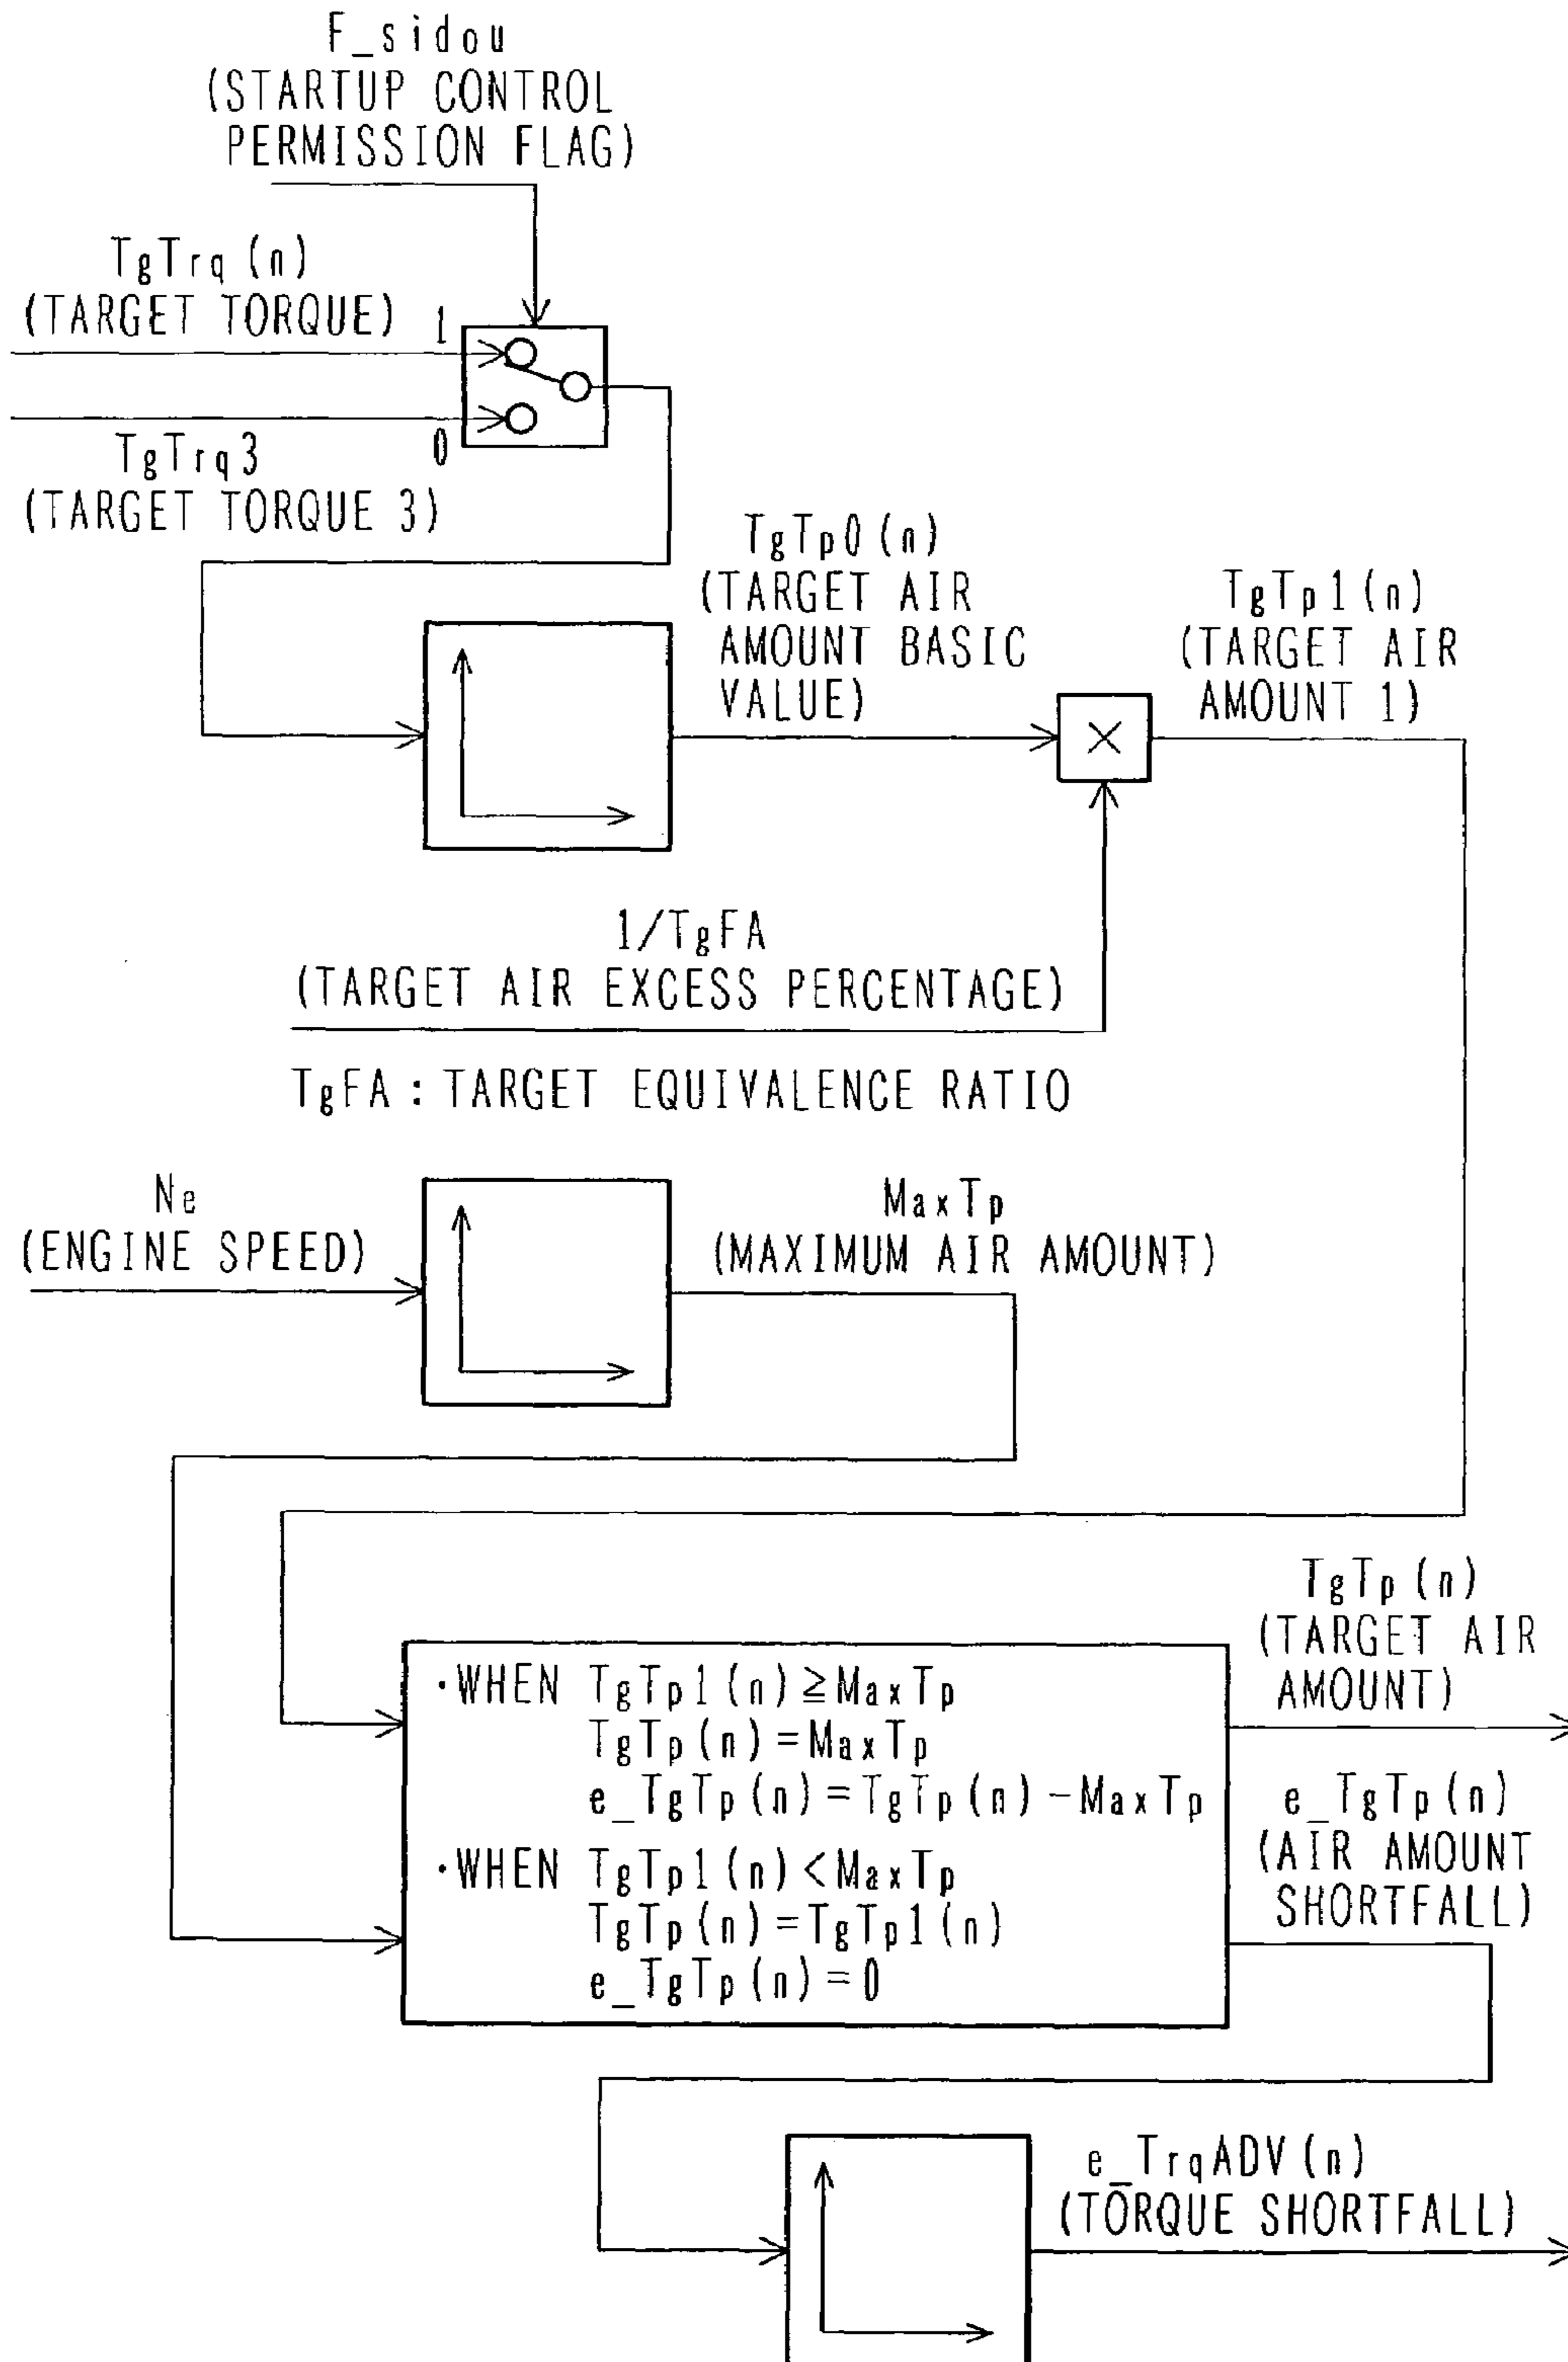 F_sidou
(STARTUP CONTROL
PERMISSION FLAG)
TgTrq(n)
(TARGET TORQUE)
1
0
TgTrq3
(TARGET TORQUE 3)
TgTp0(n)
(TARGET AIR
AMOUNT BASIC
VALUE)
TgTp1(n)
(TARGET AIR
AMOUNT 1)
×
1/TgFA
(TARGET AIR EXCESS PERCENTAGE)
TgFA : TARGET EQUIVALENCE RATIO
Ne
(ENGINE SPEED)
MaxTp
(MAXIMUM AIR AMOUNT)
·WHEN TgTp1(n)≧MaxTp
TgTp(n)=MaxTp
e_TgTp(n)=TgTp(n)-MaxTp
·WHEN TgTp1(n)<MaxTp
TgTp(n)=TgTp1(n)
e_TgTp(n)=0
TgTp(n)
(TARGET AIR
AMOUNT)
e_TgTp(n)
(AIR AMOUNT
SHORTFALL)
e_TrqADV(n)
(TORQUE SHORTFALL)